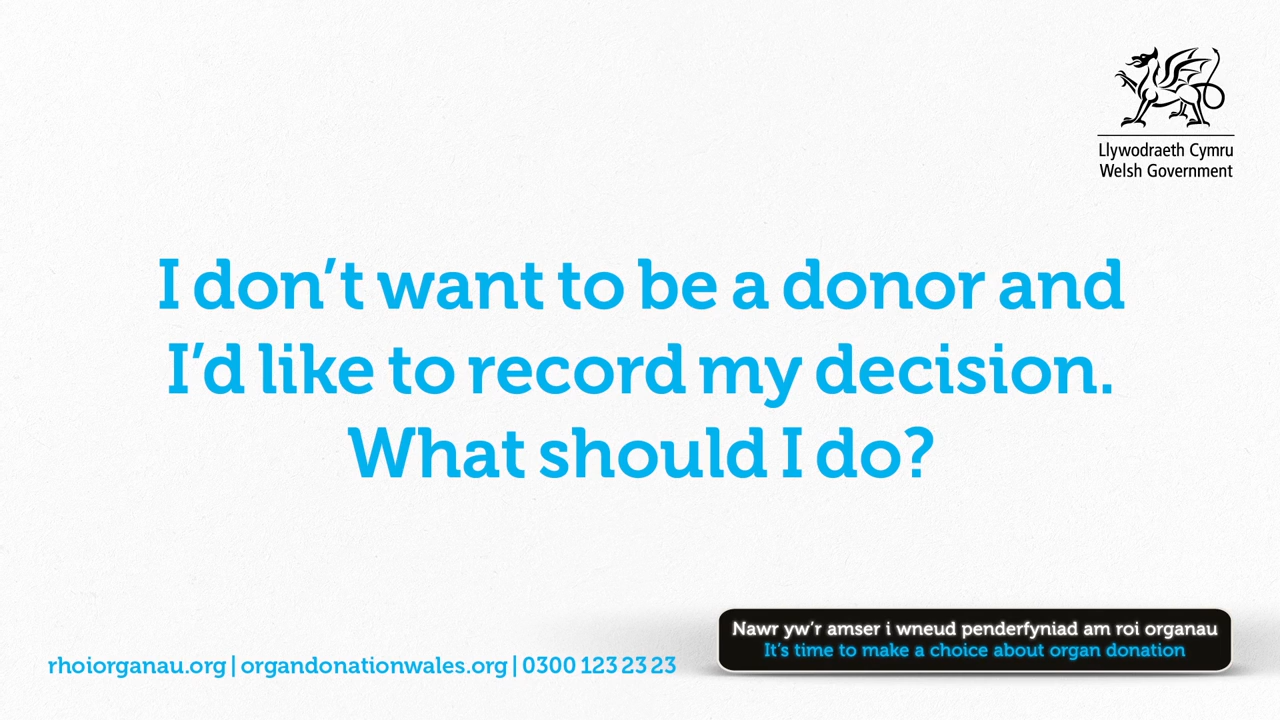 Llywodraeth Cymru
Welsh Government
I don’t want to be a donor and
I’d like to record my decision.
What should I do?
Nawr yw’r amser i wneud penderfyniad am roi organau
It’s time to make a choice about organ donation
rhoiorganau.org | organdonationwales.org | 0300 123 23 23